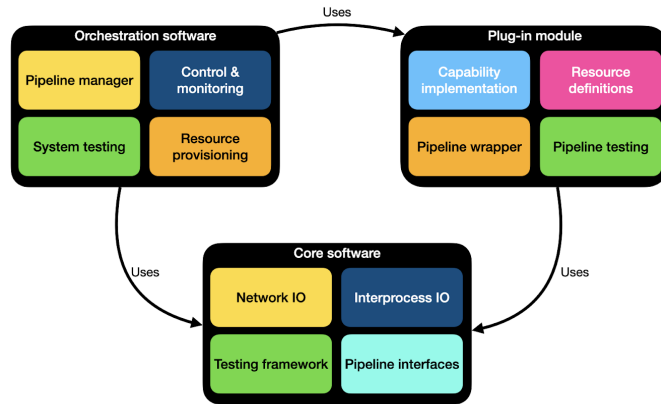 Uses
Orchestration software
Pipeline manager
Control &
monitoring
System testing
Resource
provisioning
Plug-in module
Capability
implementation
Resource
definitions
Pipeline wrapper
Pipeline testing
Uses
Uses
Core software
Network IO
Interprocess IO
Testing framework
Pipeline interfaces